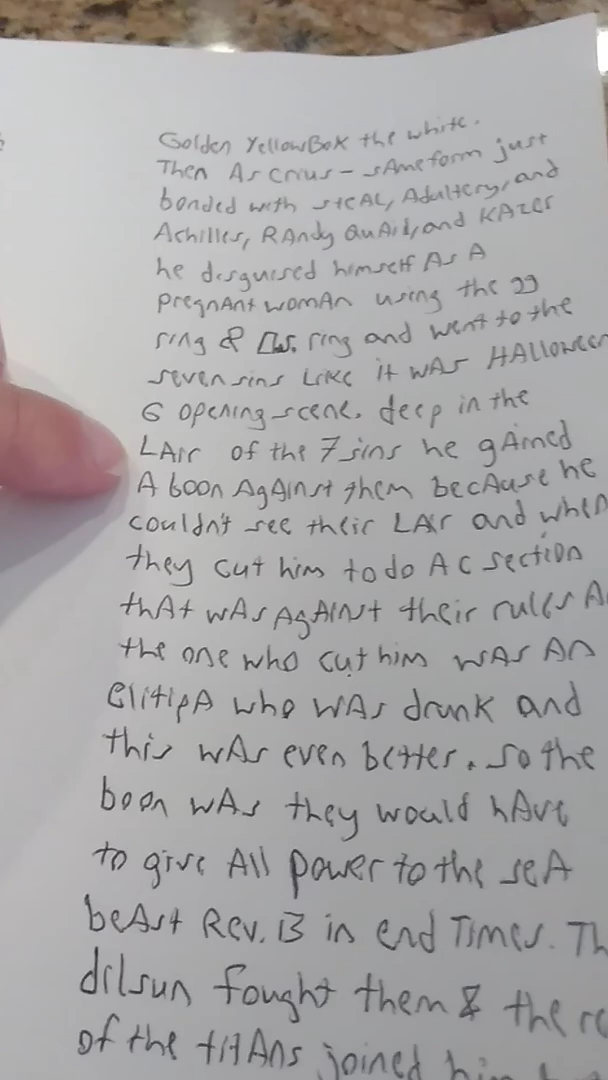 Golden YellowBox the white.
Then As crius - sAme form just
bonded with steAL, Adultery, and
Achilles, RAndy QuAid, and KAzer
he disguised himself As A
pregnAnt womAn using the 99
ring & ring and went to the
seven sins Like it wAs HALLOWEEN
6 opening scene. deep in the
LAir of the 7 sins he gAined
A boon AgAinst them becAuse he
couldn't see their LAir and when
they cut him to do A C section
thAt wAs AgAinst their rules A
the one who cut him wAs An
who wAs drunk and
this wAs even better. so the
boon wAs they would hAve
to give All power to the seA
beAst Rev. 13 in end Times. Th
dilsun fought them & the re
of the titAns joined him